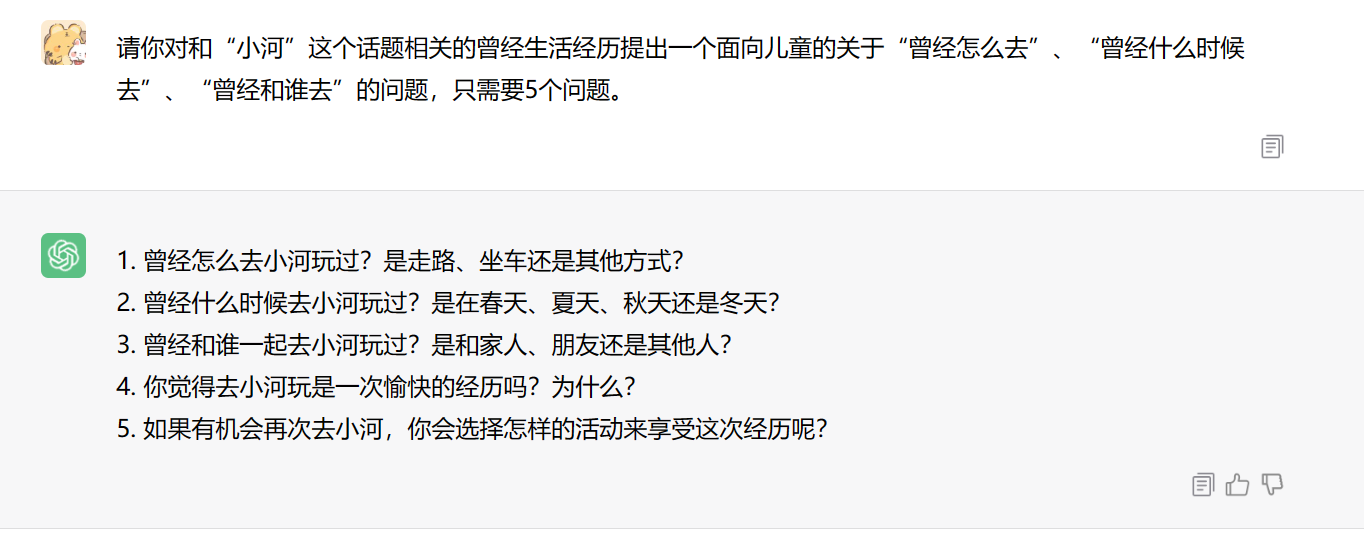 请你对和“小河”这个话题相关的曾经生活经历提出一个面向儿童的关于“曾经怎么去”、“曾经什么时候
去”、“曾经和谁去”的问题，只需要5个问题。
1. 曾经怎么去小河玩过？是走路、坐车还是其他方式？
2. 曾经什么时候去小河玩过？是在春天、夏天、秋天还是冬天？
3. 曾经和谁一起去小河玩过？是和家人、朋友还是其他人？
4. 你觉得去小河玩是一次愉快的经历吗？为什么？
5. 如果有机会再次去小河，你会选择怎样的活动来享受这次经历呢？